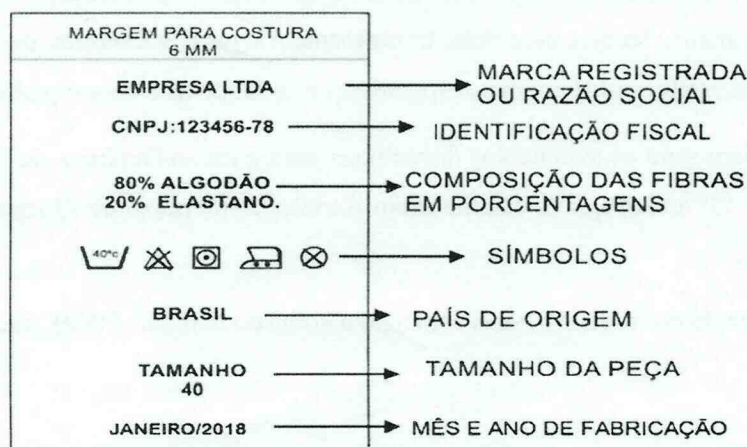 MARGEM PARA COSTURA
6 MM
EMPRESA LTDA
MARCA REGISTRADA
OU RAZÃO SOCIAL
CNPJ:123456-78
IDENTIFICAÇÃO FISCAL
80% ALGODÃO
20% ELASTANO.
COMPOSIÇÃO DAS FIBRAS
EM PORCENTAGENS
40°c
SÍMBOLOS
BRASIL
PAÍS DE ORIGEM
TAMANHO
40
TAMANHO DA PEÇA
JANEIRO/2018
MÊS E ANO DE FABRICAÇÃO